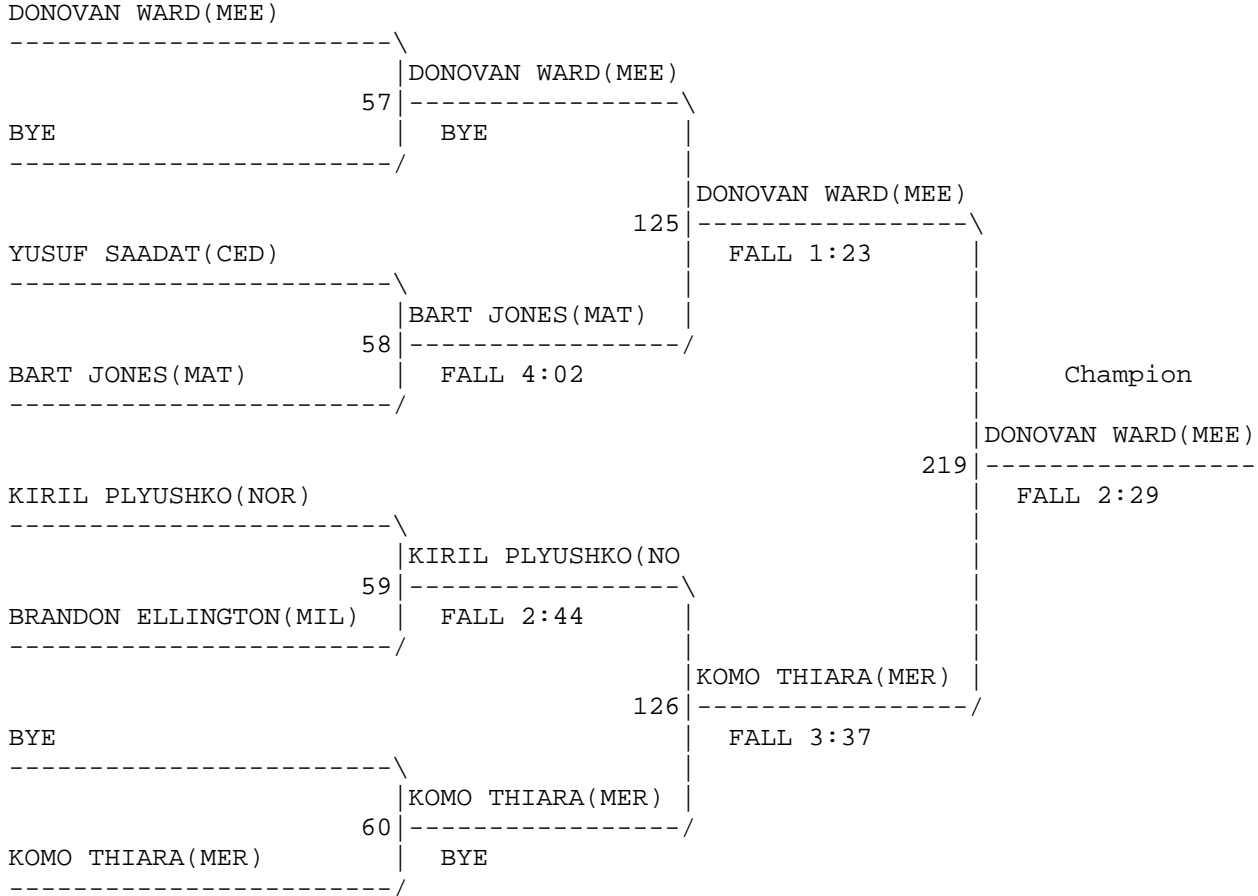 DONOVAN WARD(MEE)
DONOVAN WARD(MEE)
57
BYE BYE
DONOVAN WARD(MEE)
125
YUSUF SAADAT(CED) FALL 1:23
BART JONES(MAT)
58
BART JONES(MAT) FALL 4:02 Champion
DONOVAN WARD(MEE)
219
KIRIL PLYUSHKO(NOR) FALL 2:29
KIRIL PLYUSHKO(NO
59
BRANDON ELLINGTON(MIL) FALL 2:44
KOMO THIARA(MER)
126
BYE FALL 3:37
KOMO THIARA(MER)
60
KOMO THIARA(MER) BYE